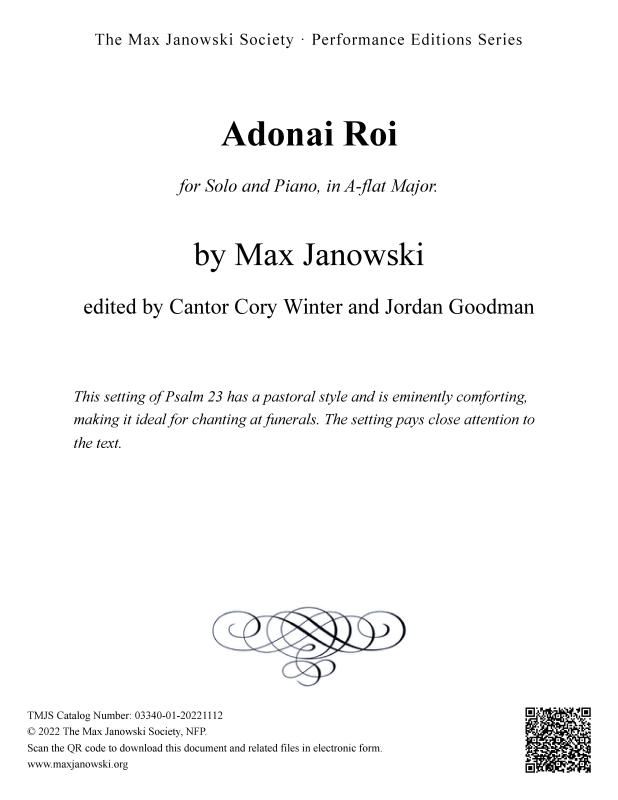 The Max Janowski Society · Performance Editions Series
Adonai Roi
for Solo and Piano, in A-flat Major.
by Max Janowski
edited by Cantor Cory Winter and Jordan Goodman
This setting of Psalm 23 has a pastoral style and is eminently comforting,
making it ideal for chanting at funerals. The setting pays close attention to
the text.
TMJS Catalog Number: 03340-01-20221112
© 2022 The Max Janowski Society, NFP.
Scan the QR code to download this document and related files in electronic form.
www.maxjanowski.org